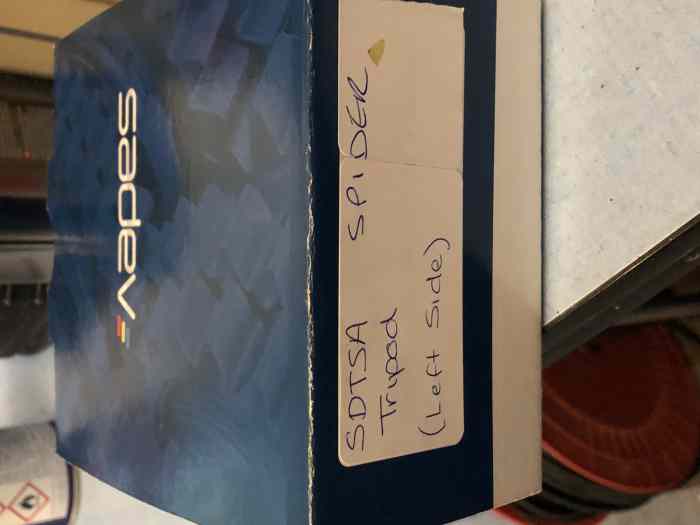 sadev
SDTSA SPIDER
Tripod
(Left Side)